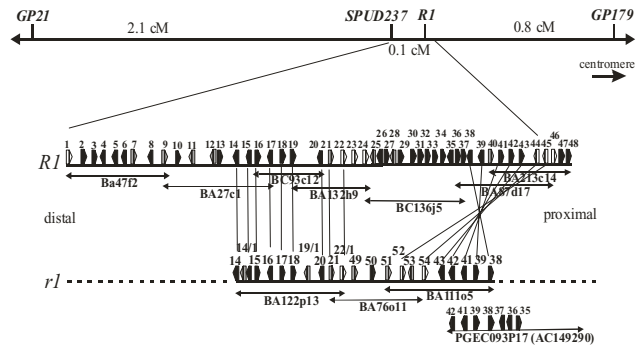 GP21 SPUD237 R1 GP179
2.1 cM 0.8 cM
0.1 cM
centromere
1 2 3 4 5 6 7 8 9 10 11 12 13 14 15 16 17 18 19 20 21 22 23 24 25 26 27 28 29 30 31 32 33 34 35 36 37 38 39 40 41 42 43 44 45 46 47 48
R1
Ba47f2 BC93c12 BA213c14
BA27c1 BA132h9 BA87d17
BC136j5
distal proximal
14/1 19/1 22/1 52
14 15 16 17 18 20 21 49 50 51 53 54 43 42 41 39 38
r1
BA122p13 BA111o5
BA76o11
42 41 39 38 37 36 35
PGEC093P17 (AC149290)